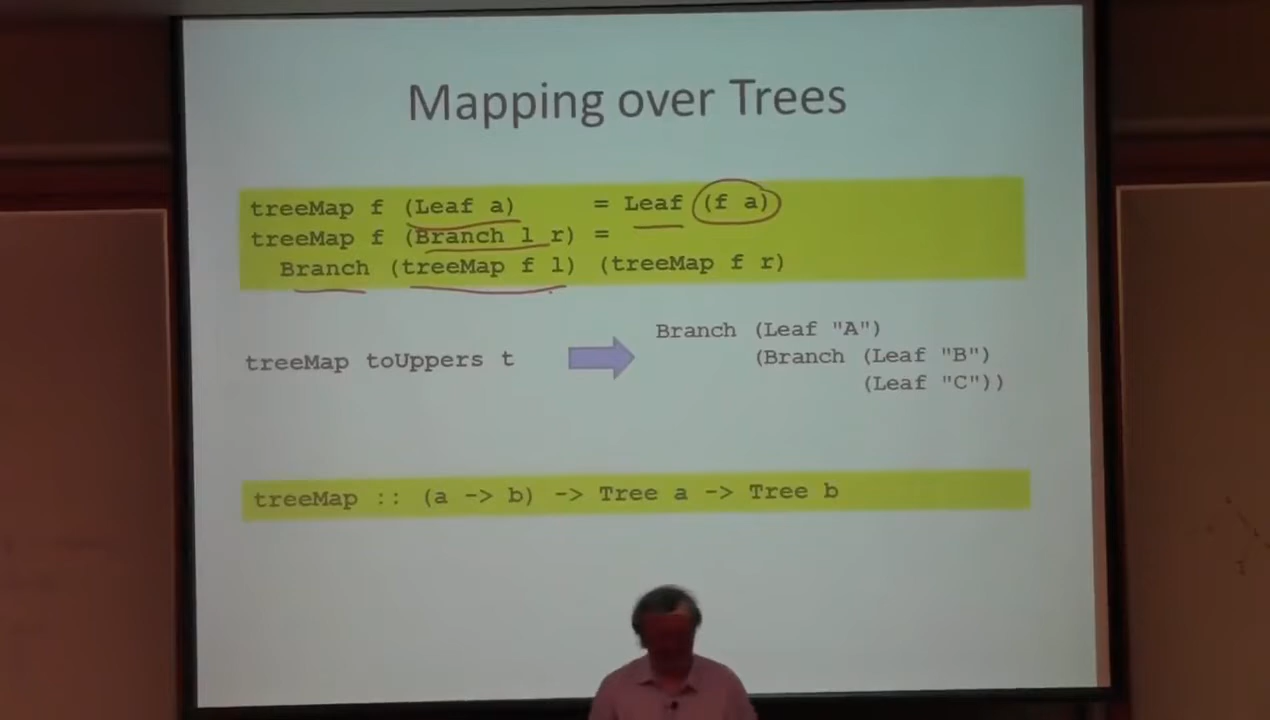 Mapping over Trees
treeMap f (Leaf a) = Leaf (f a)
treeMap f (Branch l r) =
Branch (treeMap f l) (treeMap f r)
treeMap toUppers t
Branch (Leaf "A")
(Branch (Leaf "B")
(Leaf "C"))
treeMap :: (a -> b) -> Tree a -> Tree b